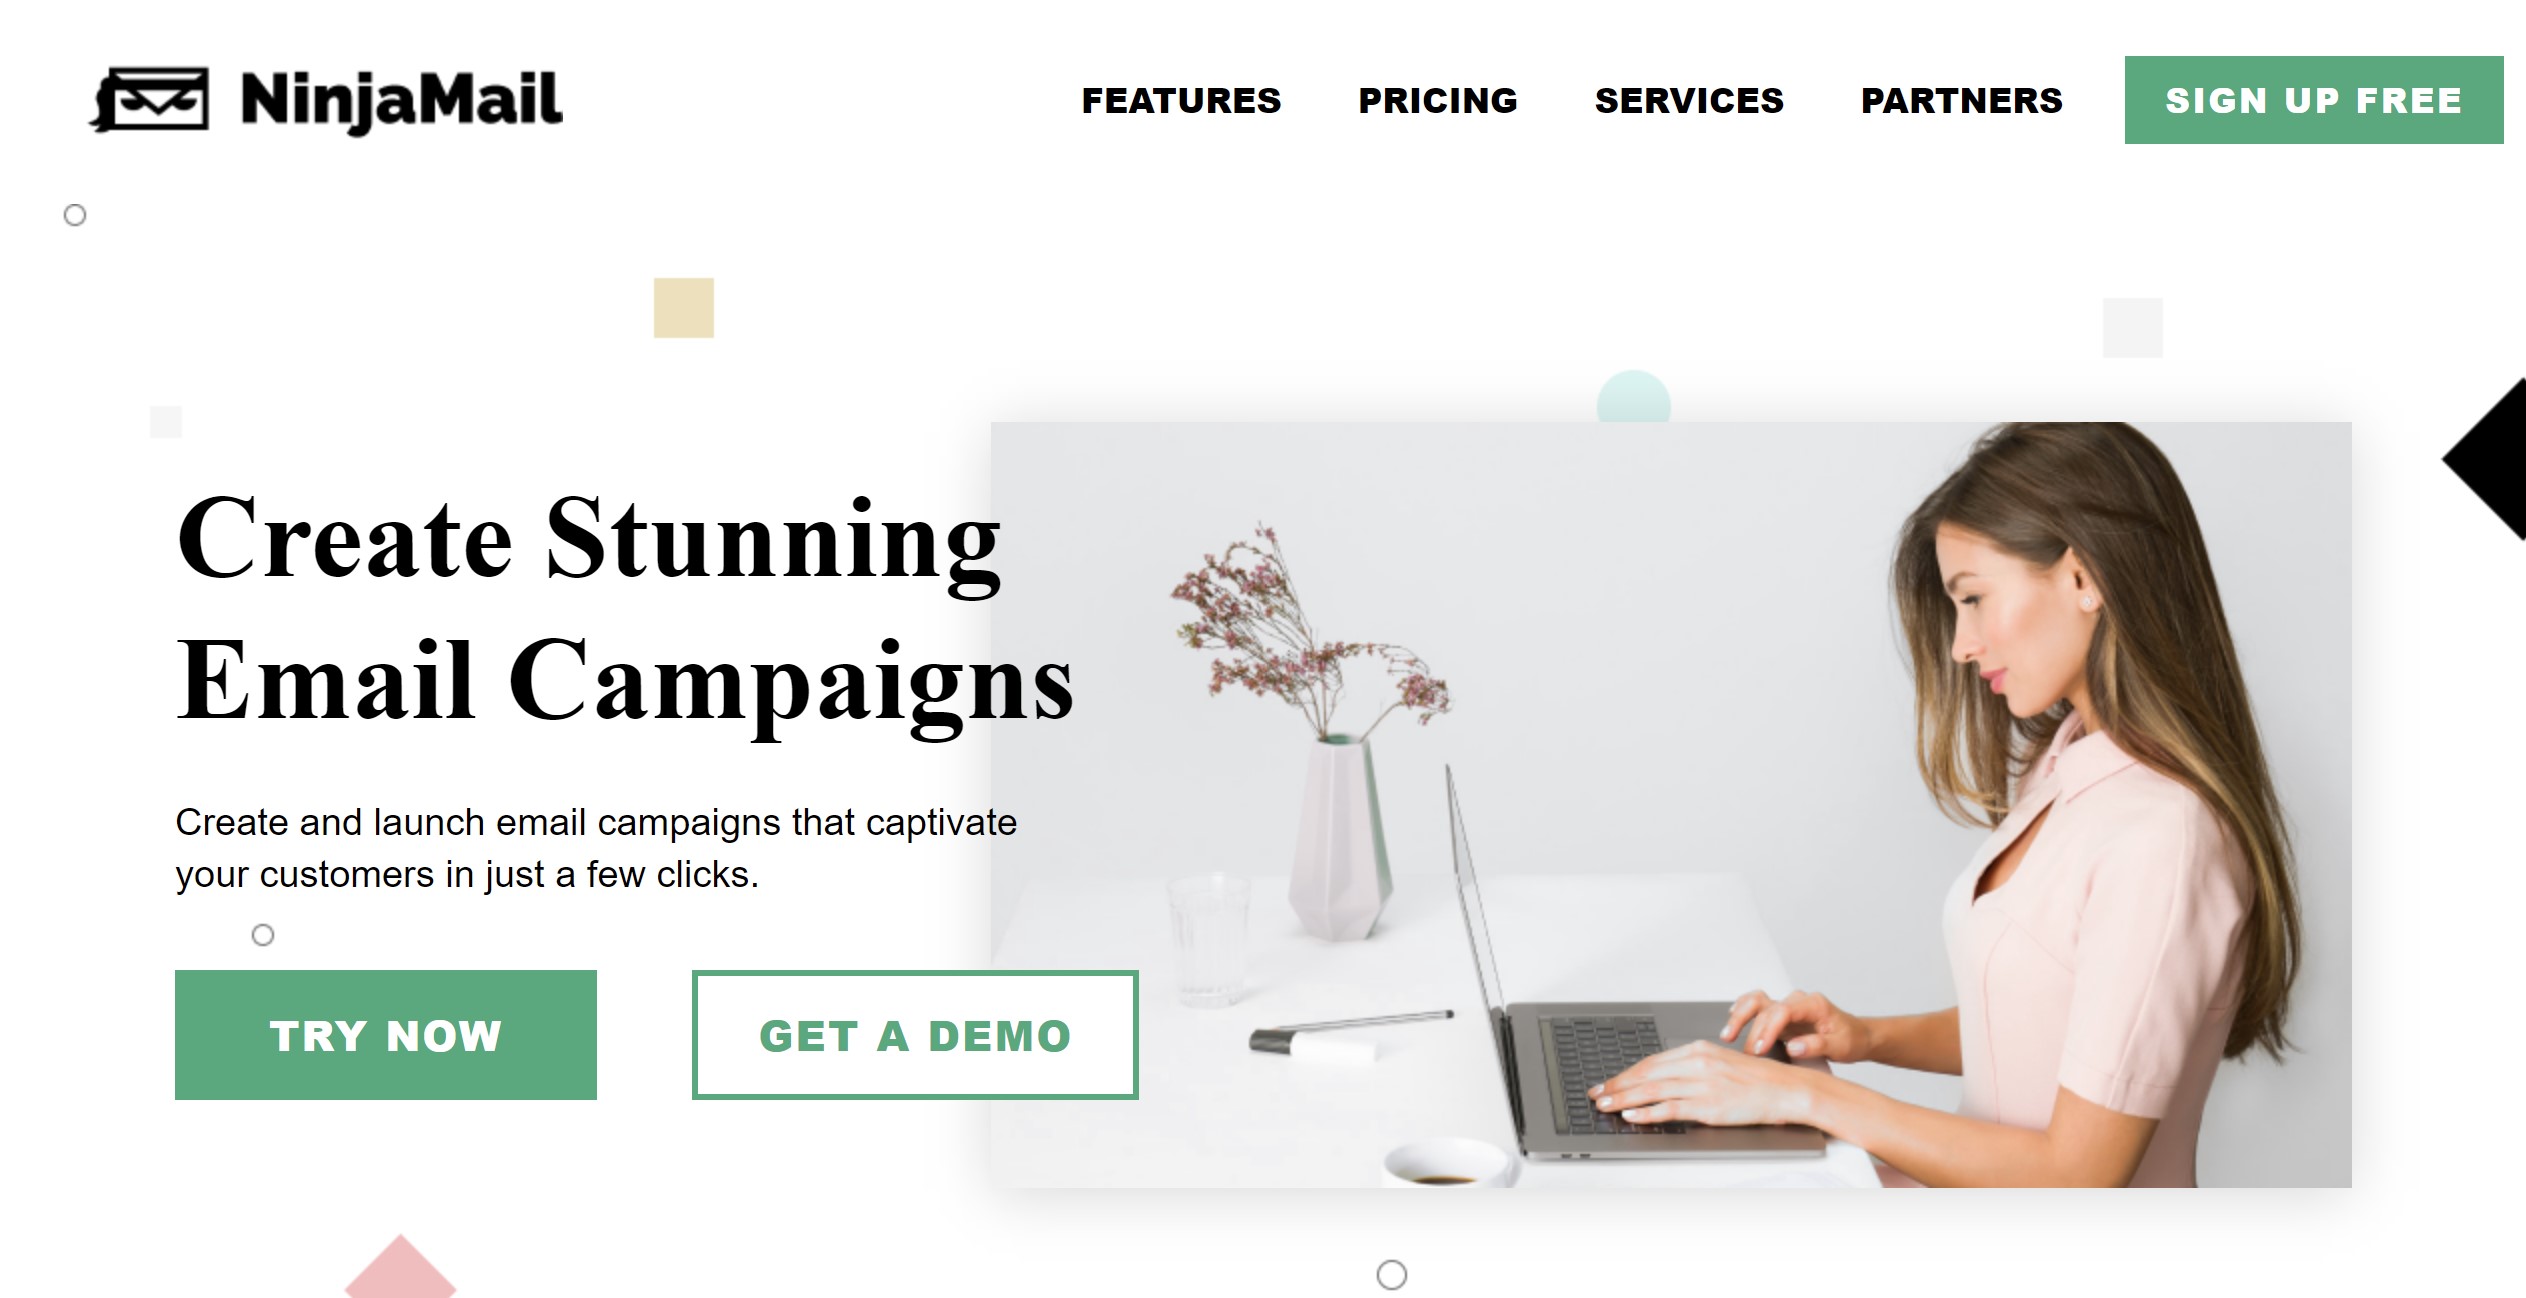 NinjaMail
FEATURES PRICING SERVICES PARTNERS SIGN UP FREE
Create Stunning
Email Campaigns
Create and launch email campaigns that captivate
your customers in just a few clicks.
TRY NOW GET A DEMO